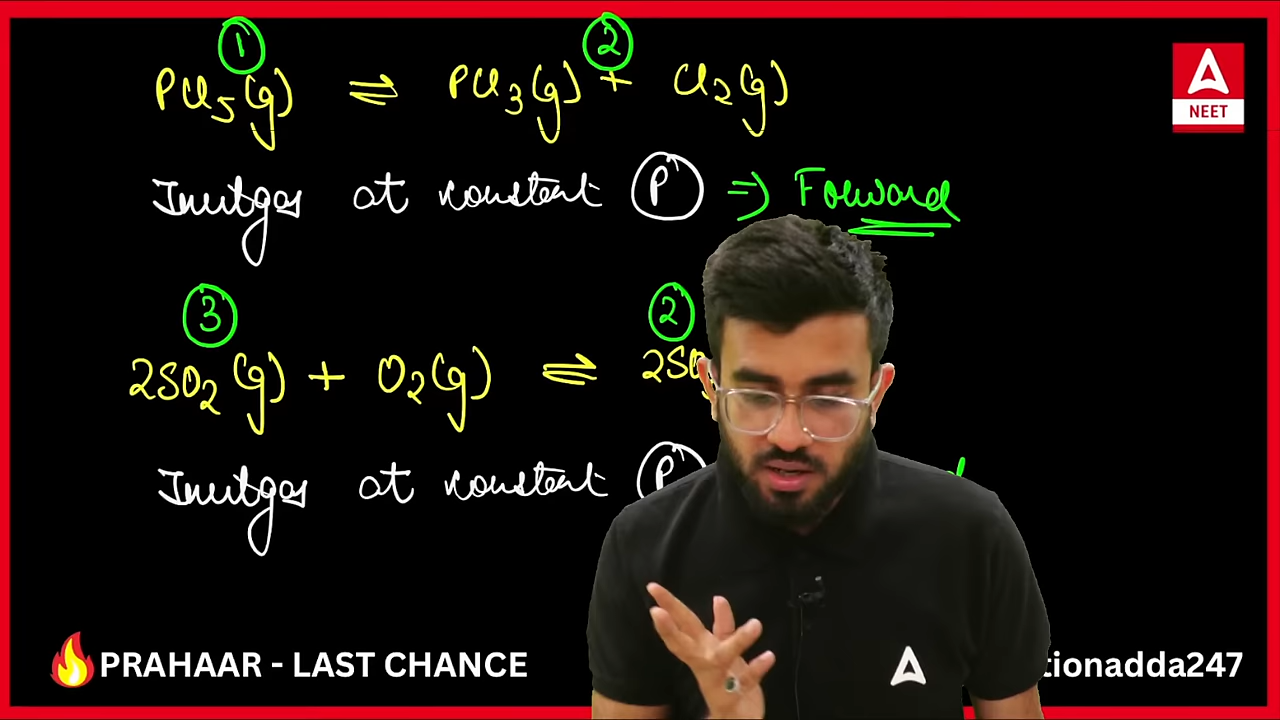 1 2
PCl5(g) ⇌ PCl3(g) + Cl2(g)
NEET
Inertgas at constant P ⇒ Forward
3 2
2SO2(g) + O2(g) ⇌ 2SO
Inertgas at constant P
PRAHAAR - LAST CHANCE
tionadda247